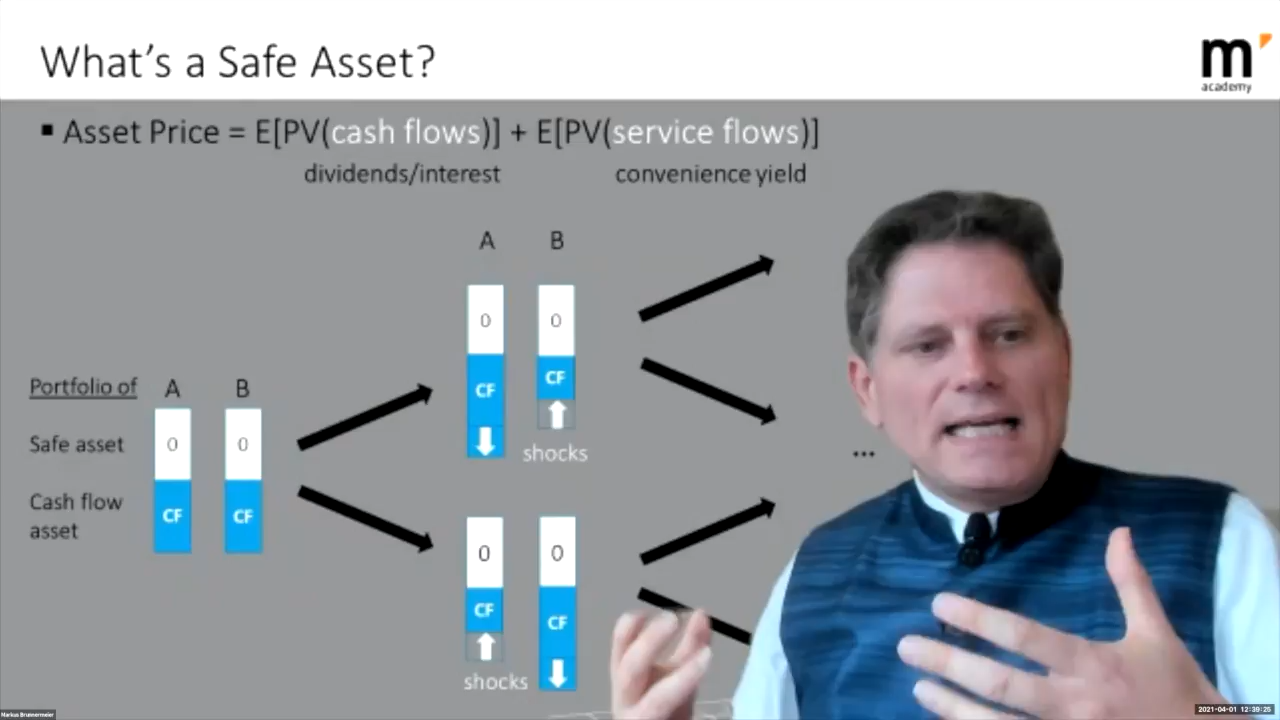 What's a Safe Asset?
m'
academy
▪ Asset Price = E[PV(cash flows)] + E[PV(service flows)]
dividends/interest convenience yield
A B
0 0
Portfolio of A B
CF CF
Safe asset 0 0
shocks
...
Cash flow asset CF CF
0 0
CF CF
shocks
Markus Brunnermeier
2021-04-01 12:39:25